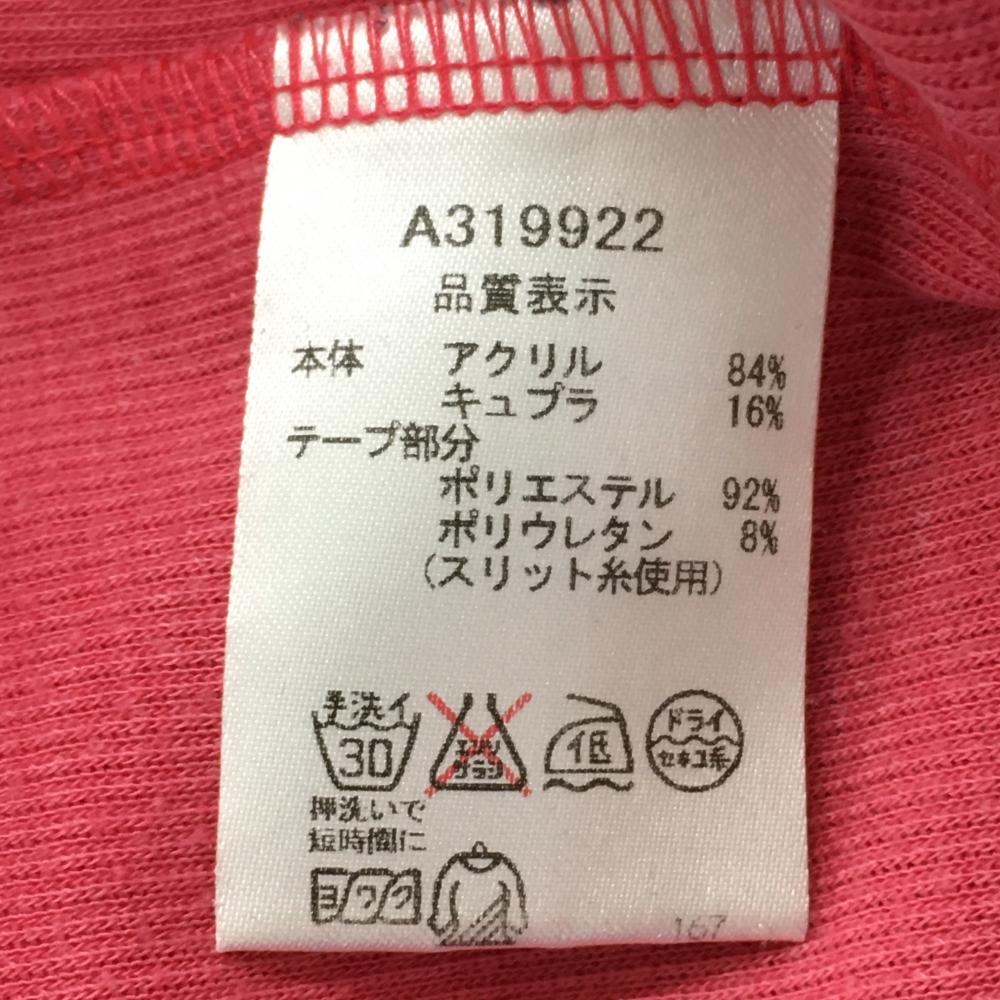 A319922
品質表示
本体 アクリル 84%
キュプラ 16%
テープ部分
ポリエステル 92%
ポリウレタン 8%
(スリット糸使用)
手洗イ 30
エンソ サラシ
低
ドライ セキユ系
押洗いで
短時間に
ヨワク
167